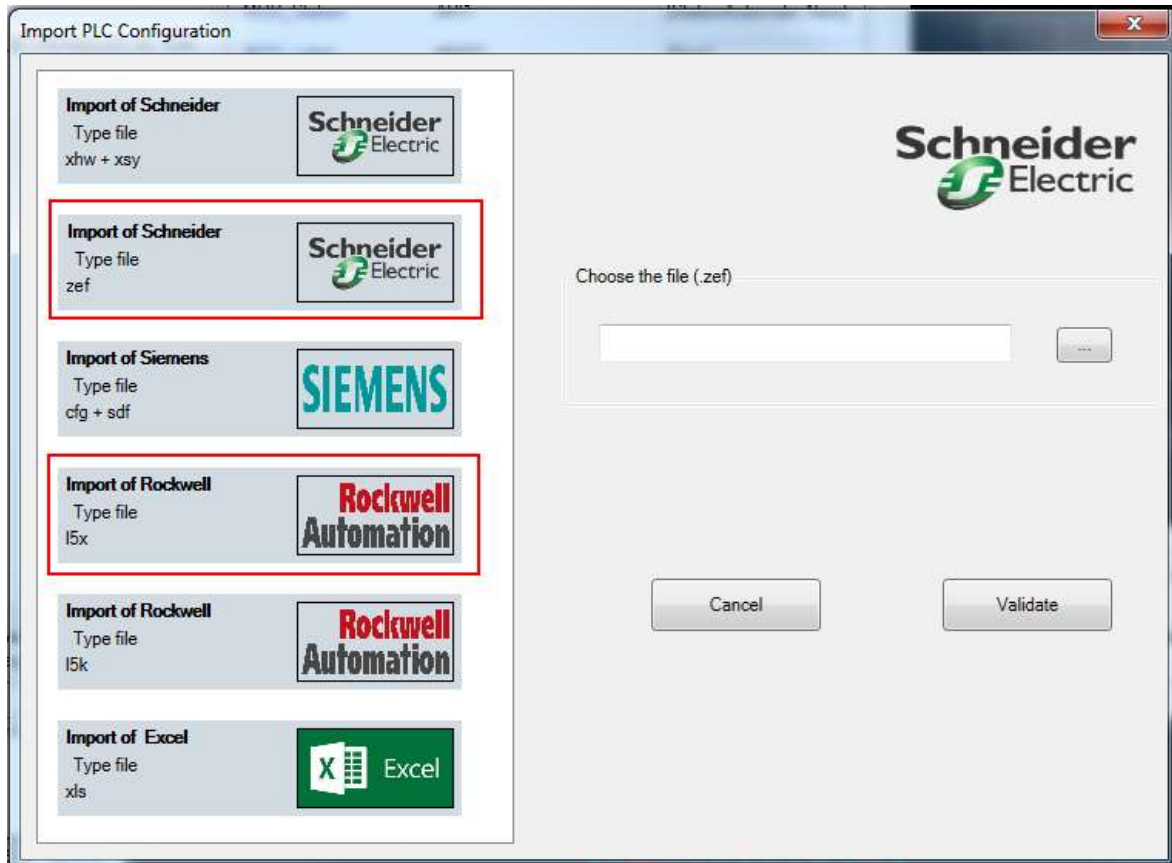 Import PLC Configuration
Import of Schneider
Type file
xhw + xsy
Schneider
Electric
Import of Schneider
Type file
zef
Schneider
Electric
Import of Siemens
Type file
cfg + sdf
SIEMENS
Import of Rockwell
Type file
l5x
Rockwell
Automation
Import of Rockwell
Type file
l5k
Rockwell
Automation
Import of Excel
Type file
xls
X Excel
Schneider
Electric
Choose the file (.zef)
...
Cancel
Validate